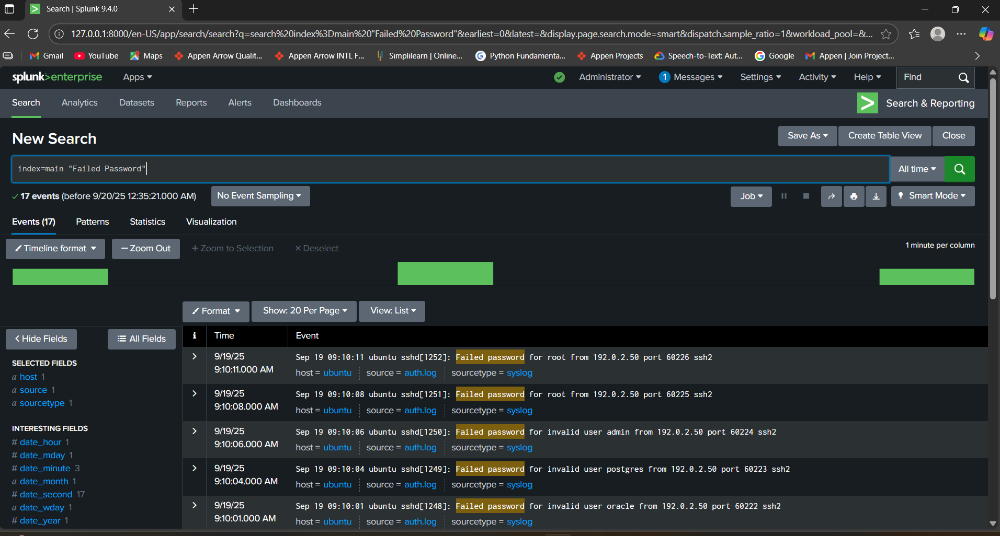 Search | Splunk 9.4.0
127.0.0.1:8000/en-US/app/search/search?q=search%20index%3Dmain%20"Failed%20Password"&earliest=0&latest=&display.page.search.mode=smart&dispatch.sample_ratio=1&workload_pool=&...
Gmail YouTube Maps Appen Arrow Qualit... Appen Arrow INTL F... Simplilearn | Online... Python Fundamenta... Appen Projects Speech-to-Text: Aut... Google Appen | Join Project...
splunk>enterprise Apps Administrator 1 Messages Settings Activity Help Find
Search Analytics Datasets Reports Alerts Dashboards Search & Reporting
New Search Save As Create Table View Close
index=main "Failed Password" All time
17 events (before 9/20/25 12:35:21.000 AM) No Event Sampling Job Smart Mode
Events (17) Patterns Statistics Visualization
Timeline format — Zoom Out + Zoom to Selection × Deselect 1 minute per column
Format Show: 20 Per Page View: List
< Hide Fields All Fields
SELECTED FIELDS
a host 1
a source 1
a sourcetype 1
INTERESTING FIELDS
# date_hour 1
# date_mday 1
# date_minute 3
a date_month 1
# date_second 17
a date_wday 1
# date_year 1
i Time Event
9/19/25
9:10:11.000 AM
Sep 19 09:10:11 ubuntu sshd[1252]: Failed password for root from 192.0.2.50 port 60226 ssh2
host = ubuntu source = auth.log sourcetype = syslog
9/19/25
9:10:08.000 AM
Sep 19 09:10:08 ubuntu sshd[1251]: Failed password for root from 192.0.2.50 port 60225 ssh2
host = ubuntu source = auth.log sourcetype = syslog
9/19/25
9:10:06.000 AM
Sep 19 09:10:06 ubuntu sshd[1250]: Failed password for invalid user admin from 192.0.2.50 port 60224 ssh2
host = ubuntu source = auth.log sourcetype = syslog
9/19/25
9:10:04.000 AM
Sep 19 09:10:04 ubuntu sshd[1249]: Failed password for invalid user postgres from 192.0.2.50 port 60223 ssh2
host = ubuntu source = auth.log sourcetype = syslog
9/19/25
9:10:01.000 AM
Sep 19 09:10:01 ubuntu sshd[1248]: Failed password for invalid user oracle from 192.0.2.50 port 60222 ssh2
host = ubuntu source = auth.log sourcetype = syslog